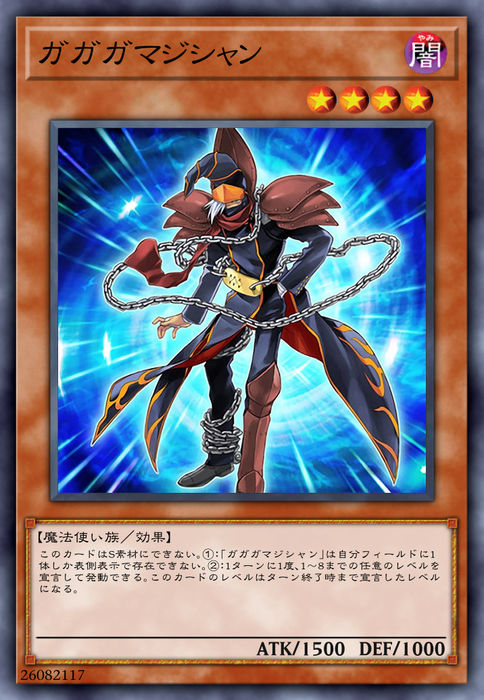 ガガガマジシャン
やみ
闇
【魔法使い族／効果】
このカードはS素材にできない。①：「ガガガマジシャン」は自分フィールドに1
体しか表側表示で存在できない。②：1ターンに1度、1～8までの任意のレベルを
宣言して発動できる。このカードのレベルはターン終了時まで宣言したレベル
になる。
ATK/1500 DEF/1000
26082117